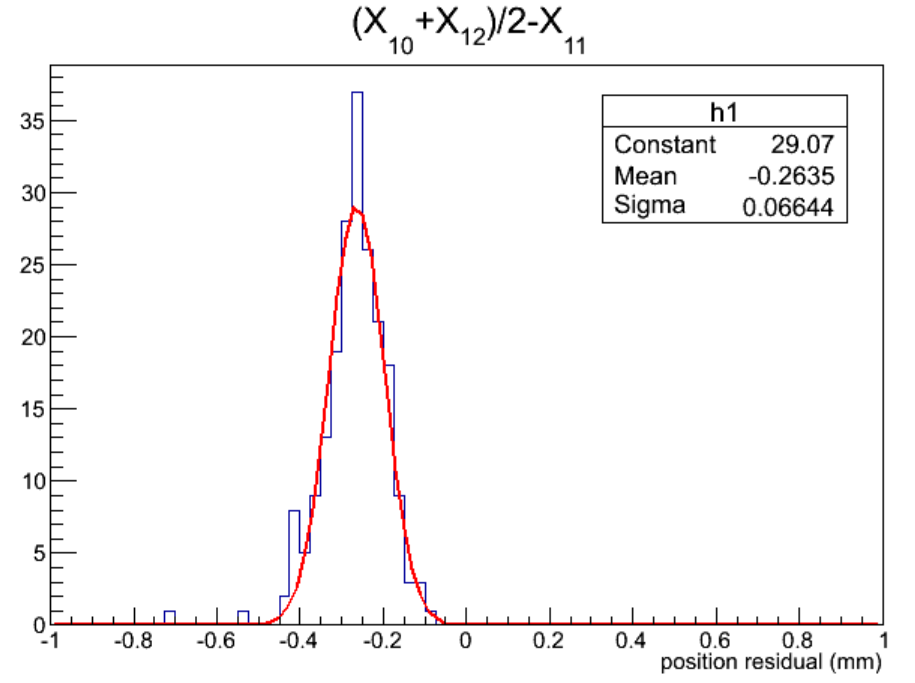 (X10+X12)/2-X11
h1
Constant 29.07
Mean -0.2635
Sigma 0.06644
35
30
25
20
15
10
5
0
-1 -0.8 -0.6 -0.4 -0.2 0 0.2 0.4 0.6 0.8 1
position residual (mm)